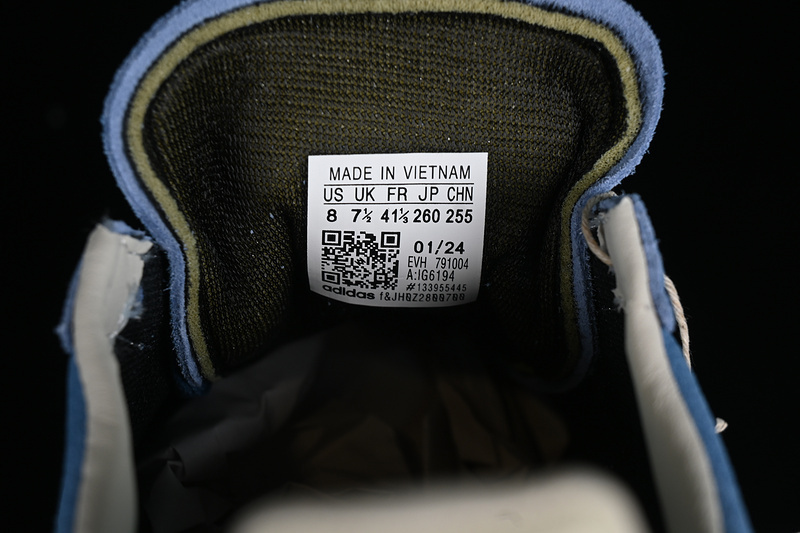 MADE IN VIETNAM
US UK FR JP CHN
8 7½ 41⅓ 260 255
01/24
EVH 791004
A:IG6194
#133955445
adidas f&JH0Z2800700